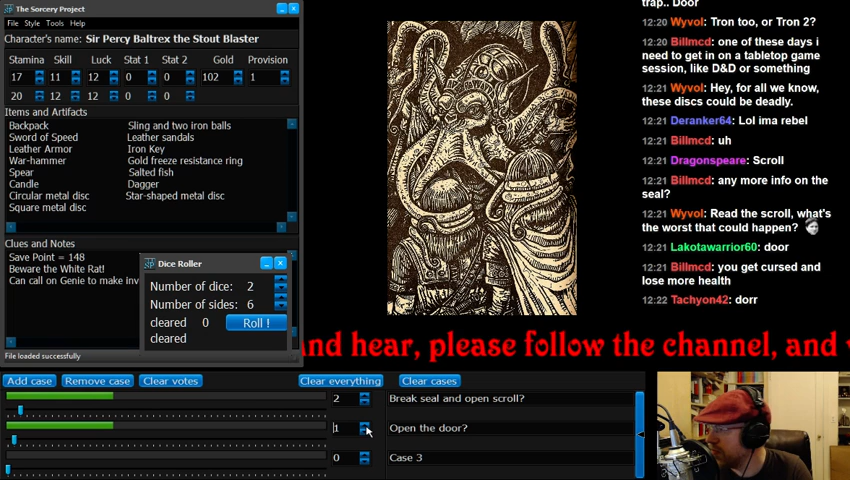 The Sorcery Project
File Style Tools Help
Character's name: Sir Percy Baltrex the Stout Blaster
Stamina Skill Luck Stat 1 Stat 2 Gold Provision
17 11 12 0 0 102 1
20 12 12 0 0
Items and Artifacts
Backpack Sling and two iron balls
Sword of Speed Leather sandals
Leather Armor Iron Key
War-hammer Gold freeze resistance ring
Spear Salted fish
Candle Dagger
Circular metal disc Star-shaped metal disc
Square metal disc
Clues and Notes
Save Point = 148
Beware the White Rat!
Can call on Genie to make inv
File loaded successfully
Dice Roller
Number of dice: 2
Number of sides: 6
cleared 0 Roll !
cleared
and hear, please follow the channel, and
Add case Remove case Clear votes Clear everything Clear cases
2 Break seal and open scroll?
1 Open the door?
0 Case 3
trap.. Door
12:20 Wyvol: Tron too, or Tron 2?
12:20 Billmcd: one of these days i
need to get in on a tabletop game
session, like D&D or something
12:21 Wyvol: Hey, for all we know,
these discs could be deadly.
12:21 Deranker64: Lol ima rebel
12:21 Billmcd: uh
12:21 Dragonspeare: Scroll
12:21 Billmcd: any more info on the
seal?
12:21 Wyvol: Read the scroll, what's
the worst that could happen?
12:21 Lakotawarrior60: door
12:21 Billmcd: you get cursed and
lose more health
12:22 Tachyon42: dorr